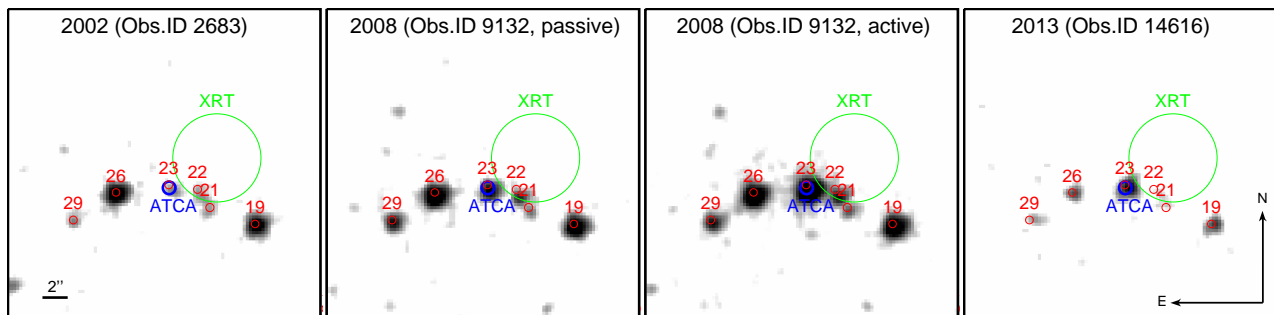 2002 (Obs.ID 2683)
XRT
23
22
26
21
29
ATCA
19
2’’
2008 (Obs.ID 9132, passive)
XRT
23
22
26
21
29
ATCA
19
2008 (Obs.ID 9132, active)
XRT
23
22
26
21
29
ATCA
19
2013 (Obs.ID 14616)
XRT
23
22
26
21
29
ATCA
19
N
E